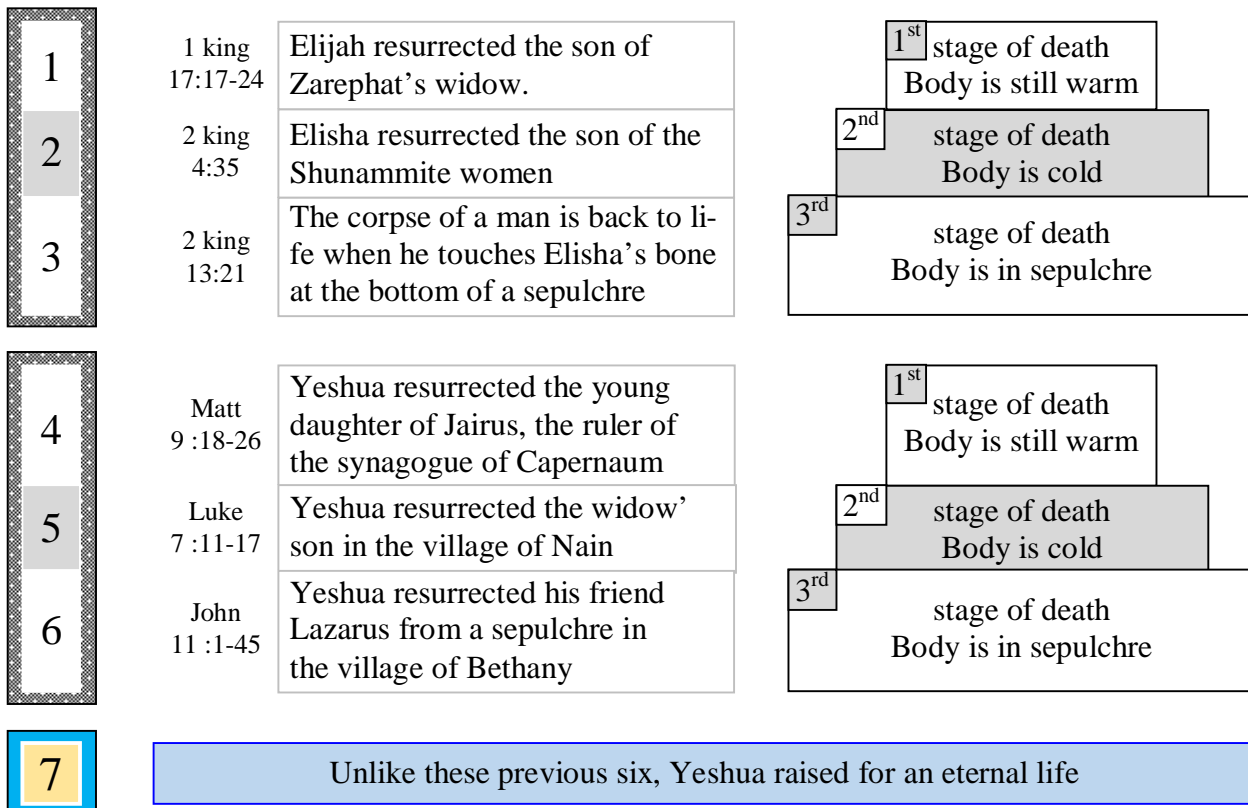 1
1 king
17:17-24
Elijah resurrected the son of
Zarephat’s widow.
1st stage of death
Body is still warm
2
2 king
4:35
Elisha resurrected the son of the
Shunammite women
2nd stage of death
Body is cold
3
2 king
13:21
The corpse of a man is back to li-
fe when he touches Elisha’s bone
at the bottom of a sepulchre
3rd
stage of death
Body is in sepulchre
4
Matt
9 :18-26
Yeshua resurrected the young
daughter of Jairus, the ruler of
the synagogue of Capernaum
1st
stage of death
Body is still warm
5
Luke
7 :11-17
Yeshua resurrected the widow’
son in the village of Nain
2nd
stage of death
Body is cold
6
John
11 :1-45
Yeshua resurrected his friend
Lazarus from a sepulchre in
the village of Bethany
3rd
stage of death
Body is in sepulchre
7
Unlike these previous six, Yeshua raised for an eternal life